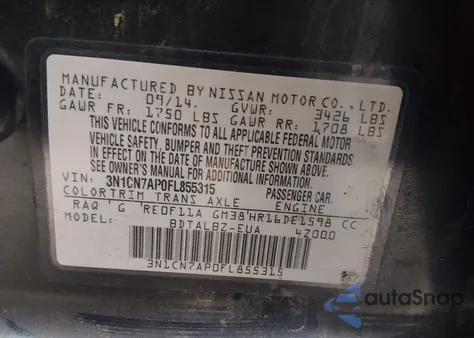 MANUFACTURED BY NISSAN MOTOR CO., LTD.
DATE: 09/14. GVWR: 3426 LBS
GAWR FR: 1750 LBS GAWR RR: 1708 LBS
THIS VEHICLE CONFORMS TO ALL APPLICABLE FEDERAL MOTOR
VEHICLE SAFETY, BUMPER, AND THEFT PREVENTION STANDARDS
IN EFFECT ON THE DATE OF MANUFACTURE SHOWN ABOVE.
SEE OWNER'S MANUAL FOR ADDITIONAL INFORMATION.
VIN: 3N1CN7AP0FL855315 PASSENGER CAR.
COLOR TRIM TRANS AXLE ENGINE
RAQ G RE0F11A GM38 HR16DE1598 CC
MODEL: BDTALBZ-EUA 4Z000
3N1CN7AP0FL855315
autoSnap